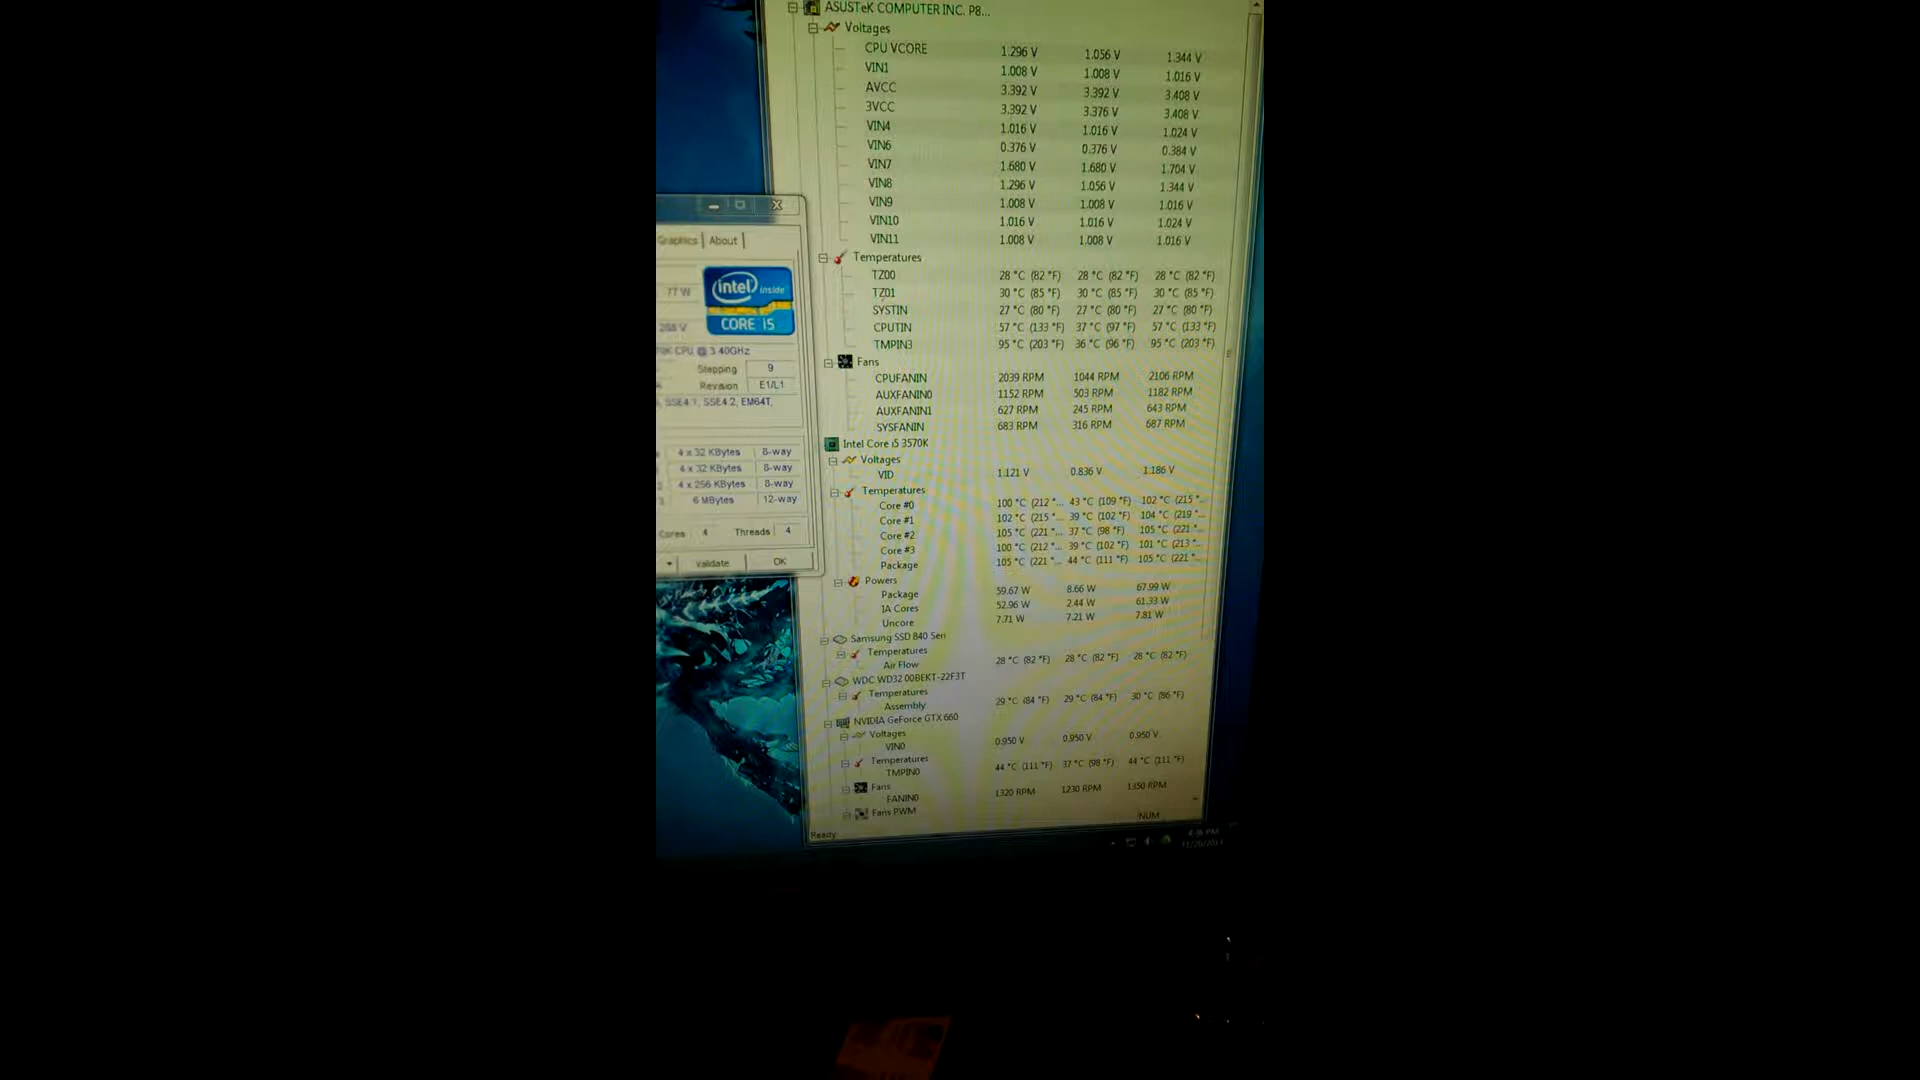 ASUSTeK COMPUTER INC. P8...
Voltages
CPU VCORE 1.296 V 1.056 V 1.344 V
VIN1 1.008 V 1.008 V 1.016 V
AVCC 3.392 V 3.392 V 3.408 V
3VCC 3.392 V 3.376 V 3.408 V
VIN4 1.016 V 1.016 V 1.024 V
VIN6 0.376 V 0.376 V 0.384 V
VIN7 1.680 V 1.680 V 1.704 V
VIN8 1.296 V 1.056 V 1.344 V
VIN9 1.008 V 1.008 V 1.016 V
VIN10 1.016 V 1.016 V 1.024 V
VIN11 1.008 V 1.008 V 1.016 V
Temperatures
TZ00 28 °C (82 °F) 28 °C (82 °F) 28 °C (82 °F)
TZ01 30 °C (85 °F) 30 °C (85 °F) 30 °C (85 °F)
SYSTIN 27 °C (80 °F) 27 °C (80 °F) 27 °C (80 °F)
CPUTIN 57 °C (133 °F) 37 °C (97 °F) 57 °C (133 °F)
TMPIN3 95 °C (203 °F) 36 °C (96 °F) 95 °C (203 °F)
Fans
CPUFANIN 2039 RPM 1044 RPM 2106 RPM
AUXFANIN0 1152 RPM 503 RPM 1182 RPM
AUXFANIN1 627 RPM 245 RPM 643 RPM
SYSFANIN 683 RPM 316 RPM 687 RPM
Intel Core i5 3570K
Voltages
VID 1.121 V 0.836 V 1.186 V
Temperatures
Core #0 100 °C (212 °... 43 °C (109 °F) 102 °C (215 °...
Core #1 102 °C (215 °... 39 °C (102 °F) 104 °C (219 °...
Core #2 105 °C (221 °... 37 °C (98 °F) 105 °C (221 °...
Core #3 100 °C (212 °... 39 °C (102 °F) 101 °C (213 °...
Package 105 °C (221 °... 44 °C (111 °F) 105 °C (221 °...
Powers
Package 59.67 W 8.66 W 67.99 W
IA Cores 52.96 W 2.44 W 61.33 W
Uncore 7.71 W 7.21 W 7.81 W
Samsung SSD 840 Seri
Temperatures
Air Flow 28 °C (82 °F) 28 °C (82 °F) 28 °C (82 °F)
WDC WD32 00BEKT-22F3T
Temperatures
Assembly 29 °C (84 °F) 29 °C (84 °F) 30 °C (86 °F)
NVIDIA GeForce GTX 660
Voltages
VIN0 0.950 V 0.950 V 0.950 V
Temperatures
TMPIN0 44 °C (111 °F) 37 °C (98 °F) 44 °C (111 °F)
Fans
FANIN0 1320 RPM 1230 RPM 1350 RPM
Fans PWM
Ready NUM
Graphics About
77 W
intel inside
CORE i5
CPU @ 3.40GHz
Stepping 9
Revision E1/L1
SSE4.1, SSE4.2, EM64T,
4 x 32 KBytes 8-way
4 x 32 KBytes 8-way
4 x 256 KBytes 8-way
6 MBytes 12-way
Cores 4 Threads 4
Validate OK